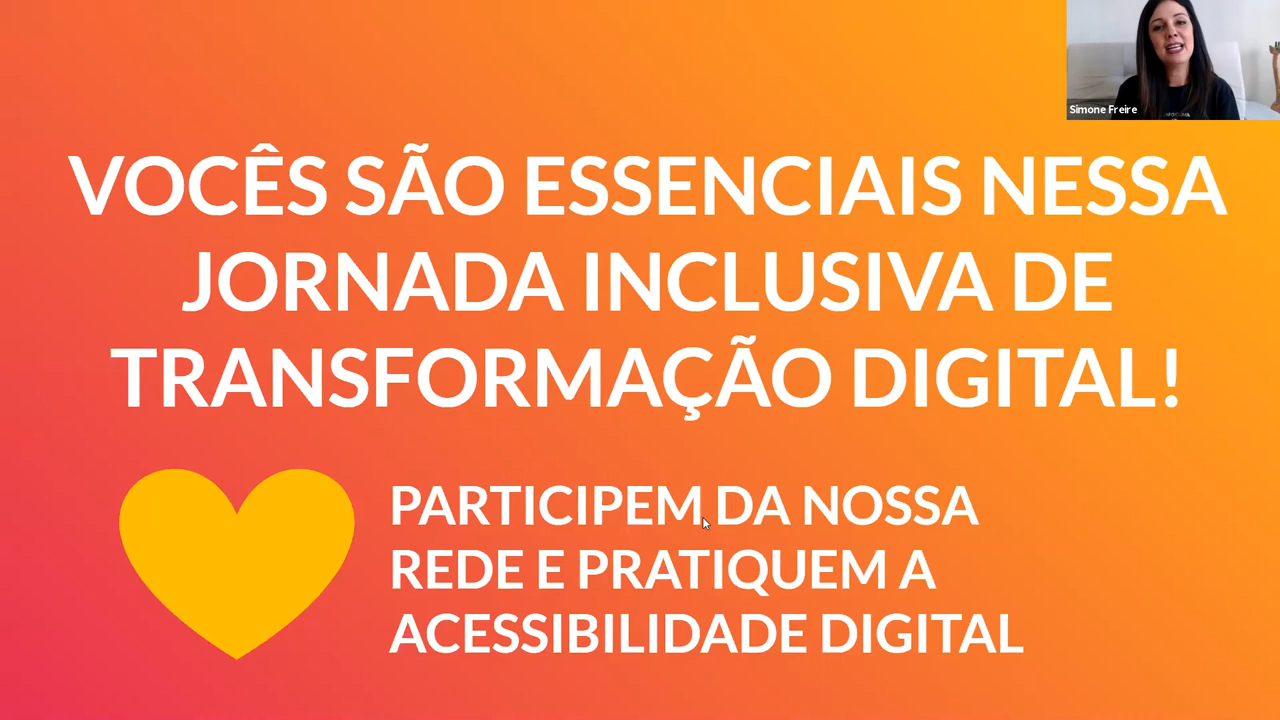 Simone Freire
VOCÊS SÃO ESSENCIAIS NESSA
JORNADA INCLUSIVA DE
TRANSFORMAÇÃO DIGITAL!
PARTICIPEM DA NOSSA
REDE E PRATIQUEM A
ACESSIBILIDADE DIGITAL